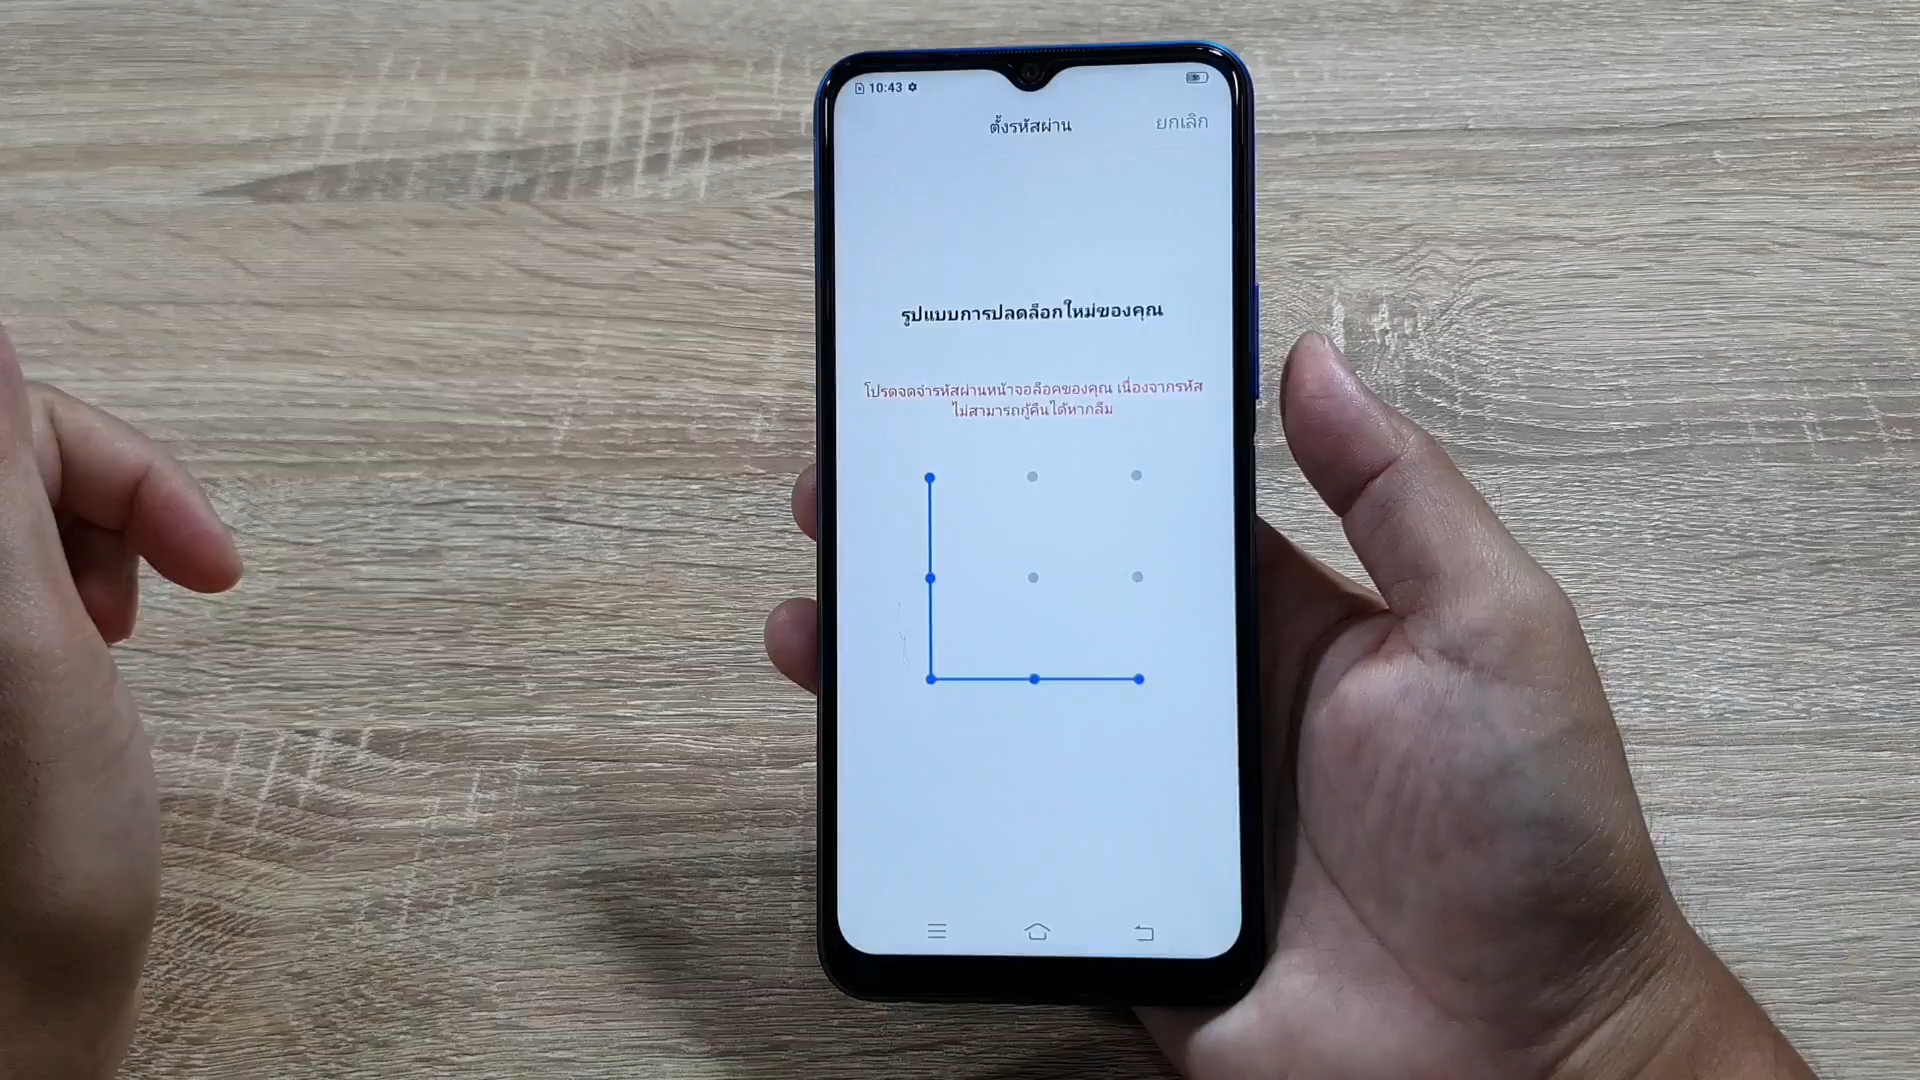 10:43
55
ตั้งรหัสผ่าน
ยกเลิก
รูปแบบการปลดล็อกใหม่ของคุณ
โปรดจดจำรหัสผ่านหน้าจอล็อคของคุณ เนื่องจากรหัส
ไม่สามารถกู้คืนได้หากลืม